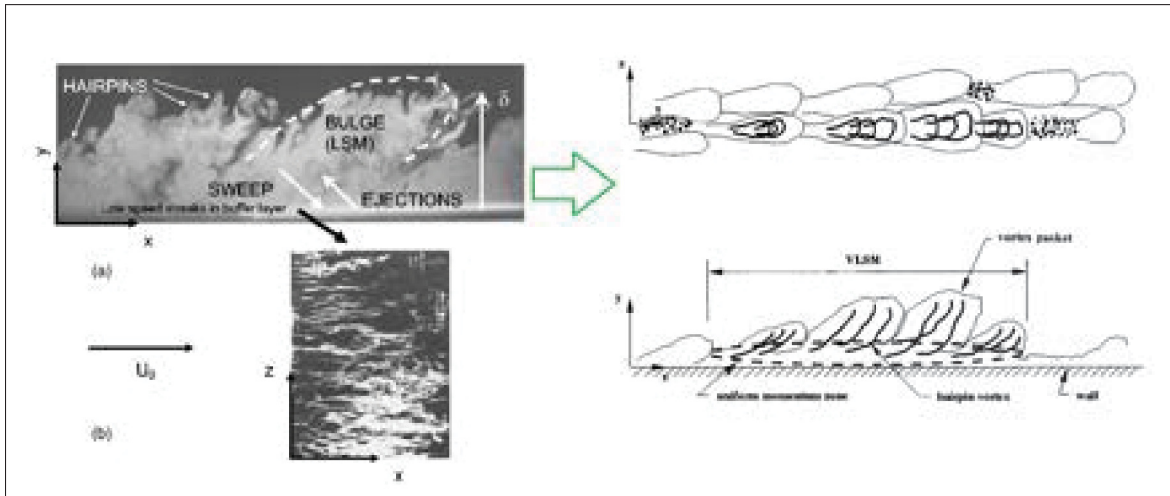 HAIRPINS
δ
BULGE
(LSM)
y
SWEEP
EJECTIONS
Low speed streaks in buffer layer
x
(a)
U₀
z
(b)
x
z
vortex packet
VLSM
y
x
uniform momentum zone
hairpin vortex
wall